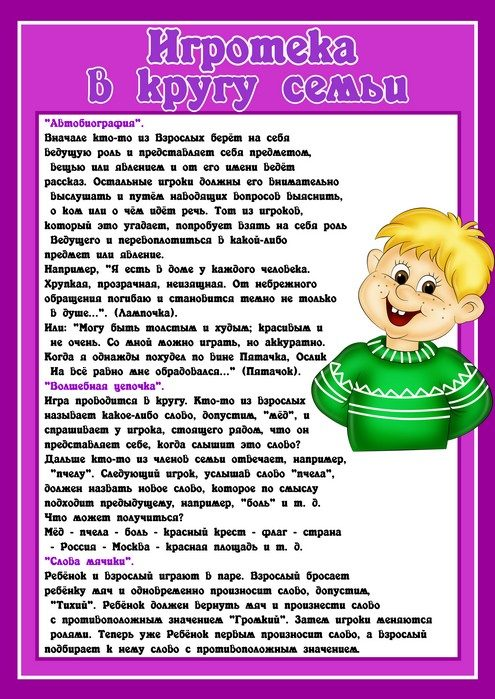 Игротека
в кругу семьи
"Автобиография".
Вначале кто-то из Взрослых берёт на себя
ведущую роль и представляет себя предметом,
вещью или явлением и от его имени ведёт
рассказ. Остальные игроки должны его внимательно
выслушать и путём наводящих вопросов выяснить,
о ком или о чём идёт речь. Тот из игроков,
который это угадает, попробует взять на себя роль
Ведущего и перевоплотиться в какой-либо
предмет или явление.
Например, "Я есть в доме у каждого человека.
Хрупкая, прозрачная, неизящная. От небрежного
обращения погибаю и становится темно не только
в душе...". (Лампочка).
Или: "Могу быть толстым и худым; красивым и
не очень. Со мной можно играть, но аккуратно.
Когда я однажды похудел по вине Пятачка, Ослик
На всё равно мне обрадовался..." (Пятачок).
"Волшебная цепочка".
Игра проводится в кругу. Кто-то из взрослых
называет какое-либо слово, допустим, "мёд", и
спрашивает у игрока, стоящего рядом, что он
представляет себе, когда слышит это слово?
Дальше кто-то из членов семьи отвечает, например,
"пчелу". Следующий игрок, услышав слово "пчела",
должен назвать новое слово, которое по смыслу
подходит предыдущему, например, "боль" и т. д.
Что может получиться?
Мёд - пчела - боль - красный крест - флаг - страна
- Россия - Москва - красная площадь и т. д.
"Слова мячики".
Ребёнок и взрослый играют в паре. Взрослый бросает
ребёнку мяч и одновременно произносит слово, допустим,
"Тихий". Ребёнок должен вернуть мяч и произнести слово
с противоположным значением "Громкий". Затем игроки меняются
ролями. Теперь уже Ребёнок первым произносит слово, а взрослый
подбирает к нему слово с противоположным значением.